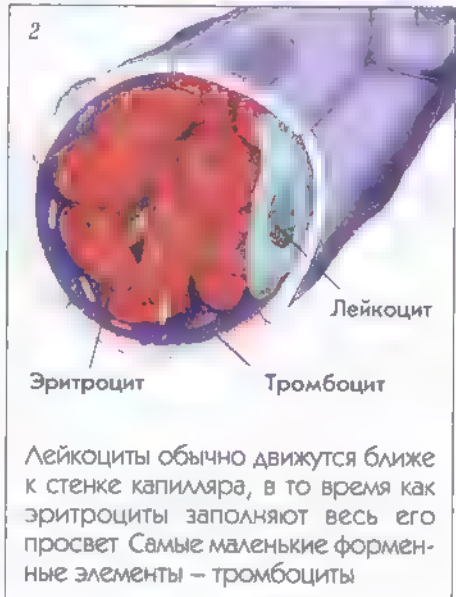 2
Лейкоцит
Эритроцит Тромбоцит
Лейкоциты обычно движутся ближе
к стенке капилляра, в то время как
эритроциты заполняют весь его
просвет Самые маленькие формен-
ные элементы – тромбоциты